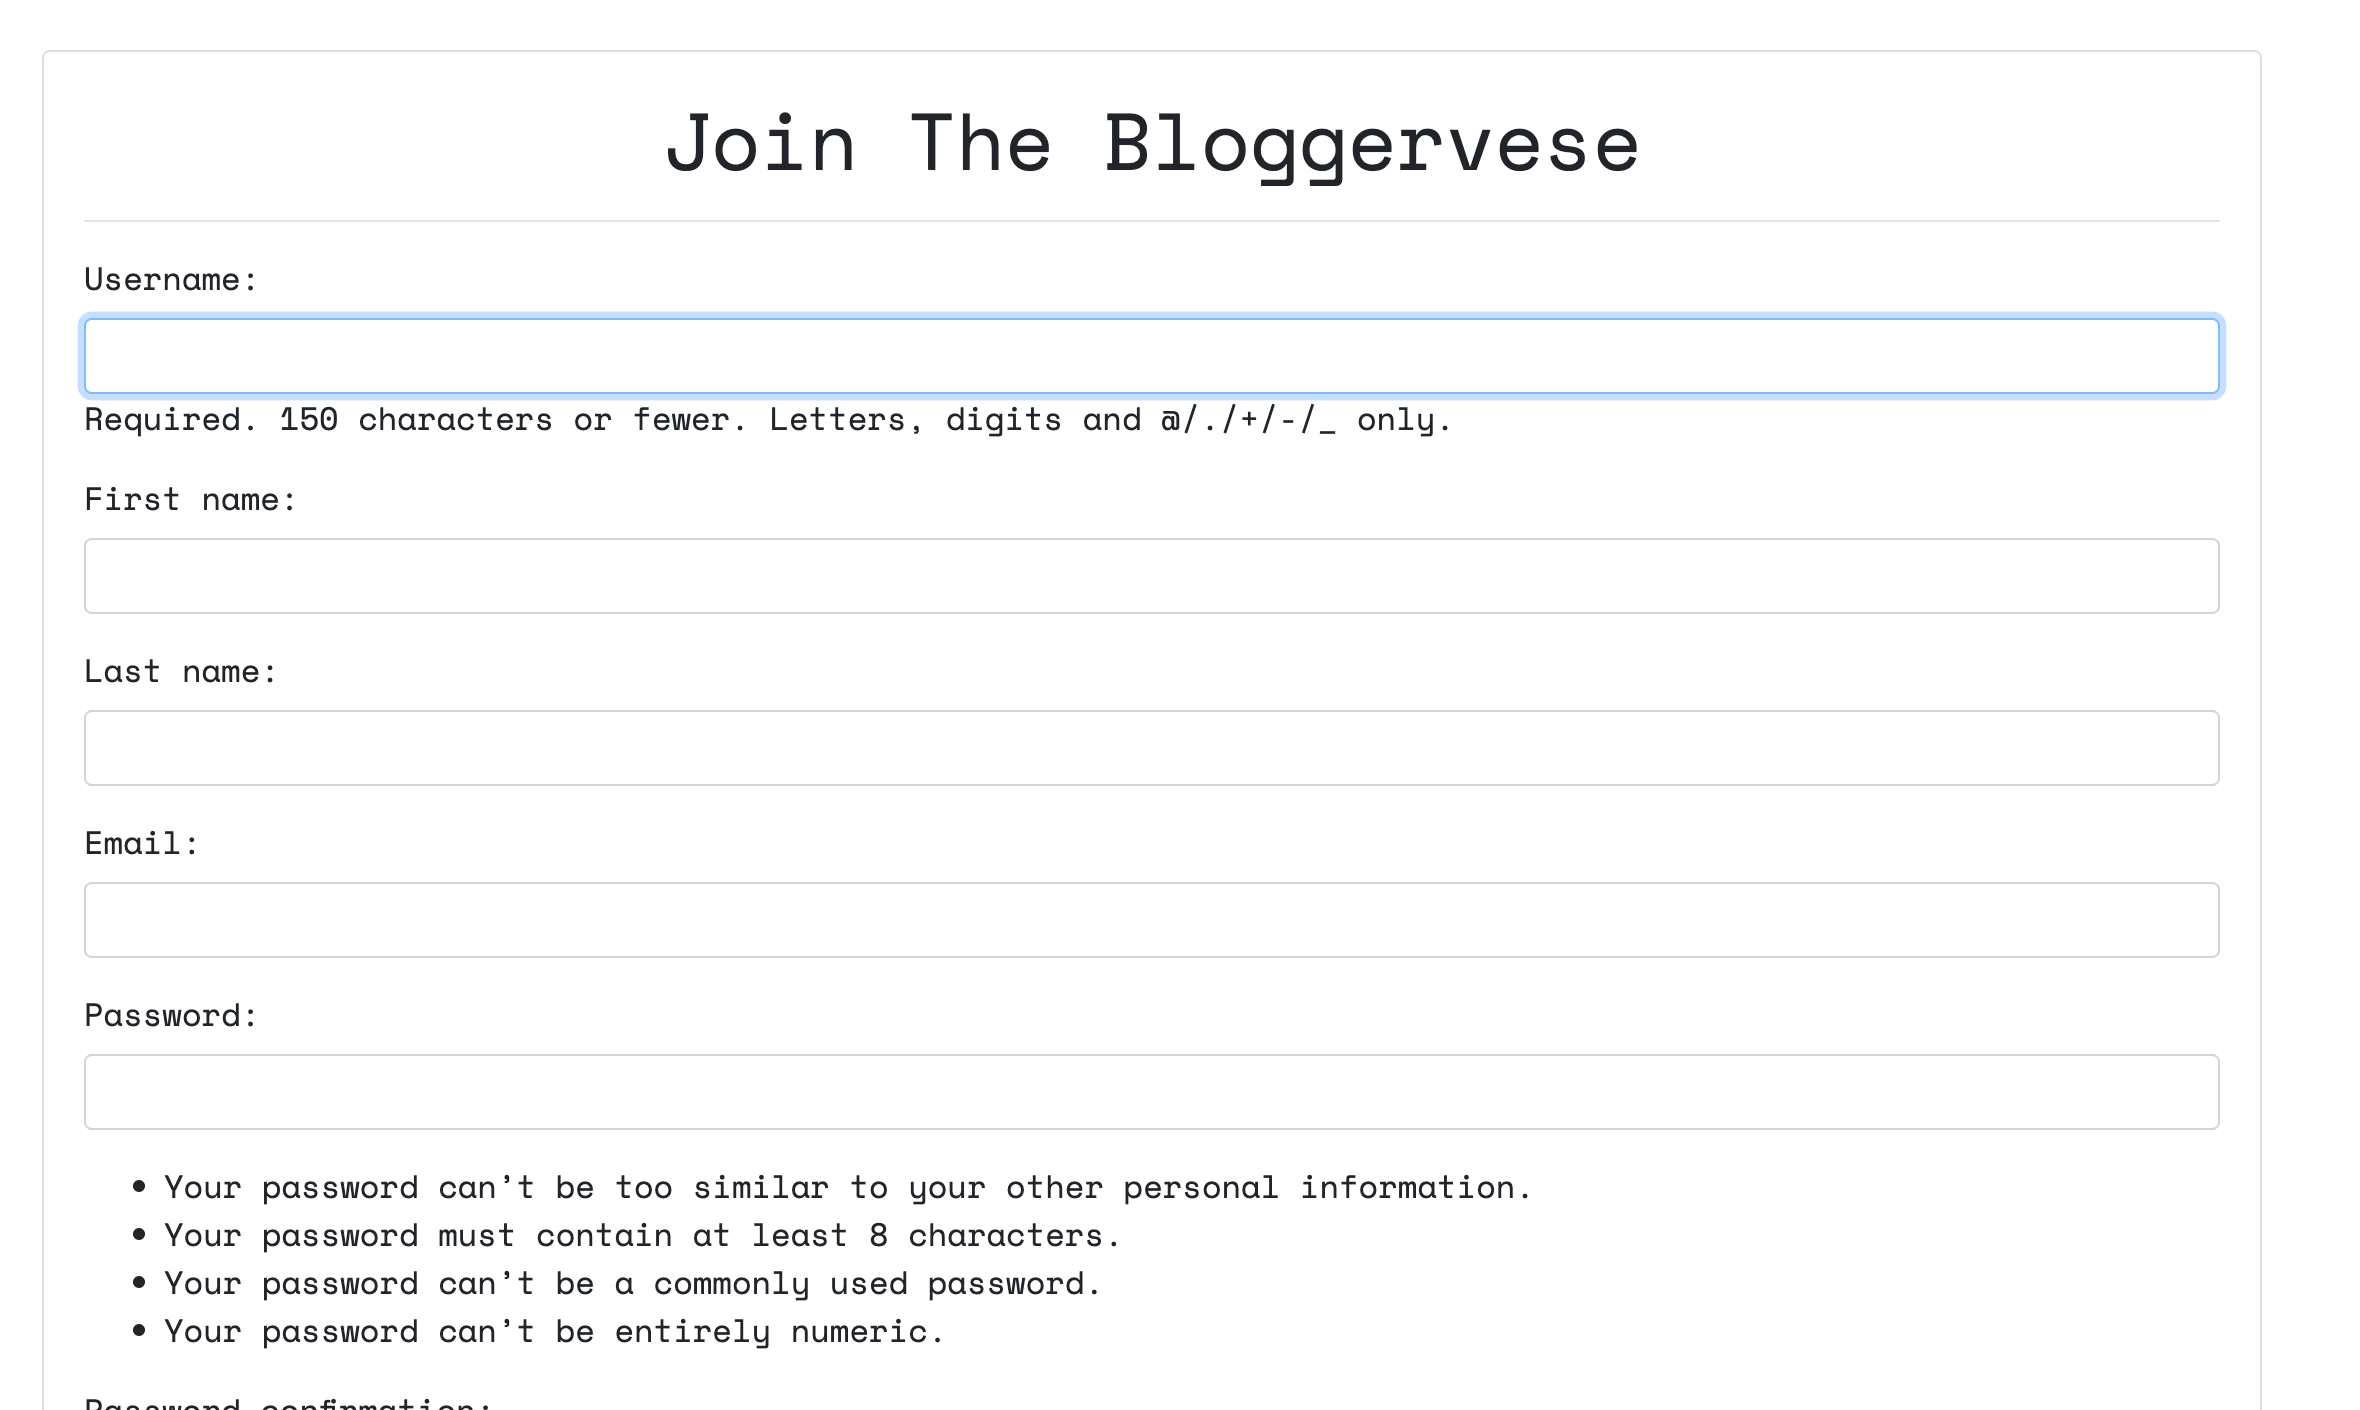 Join The Bloggervese
Username:
Required. 150 characters or fewer. Letters, digits and @/./+/-/_ only.
First name:
Last name:
Email:
Password:
• Your password can’t be too similar to your other personal information.
• Your password must contain at least 8 characters.
• Your password can’t be a commonly used password.
• Your password can’t be entirely numeric.
Password confirmation: